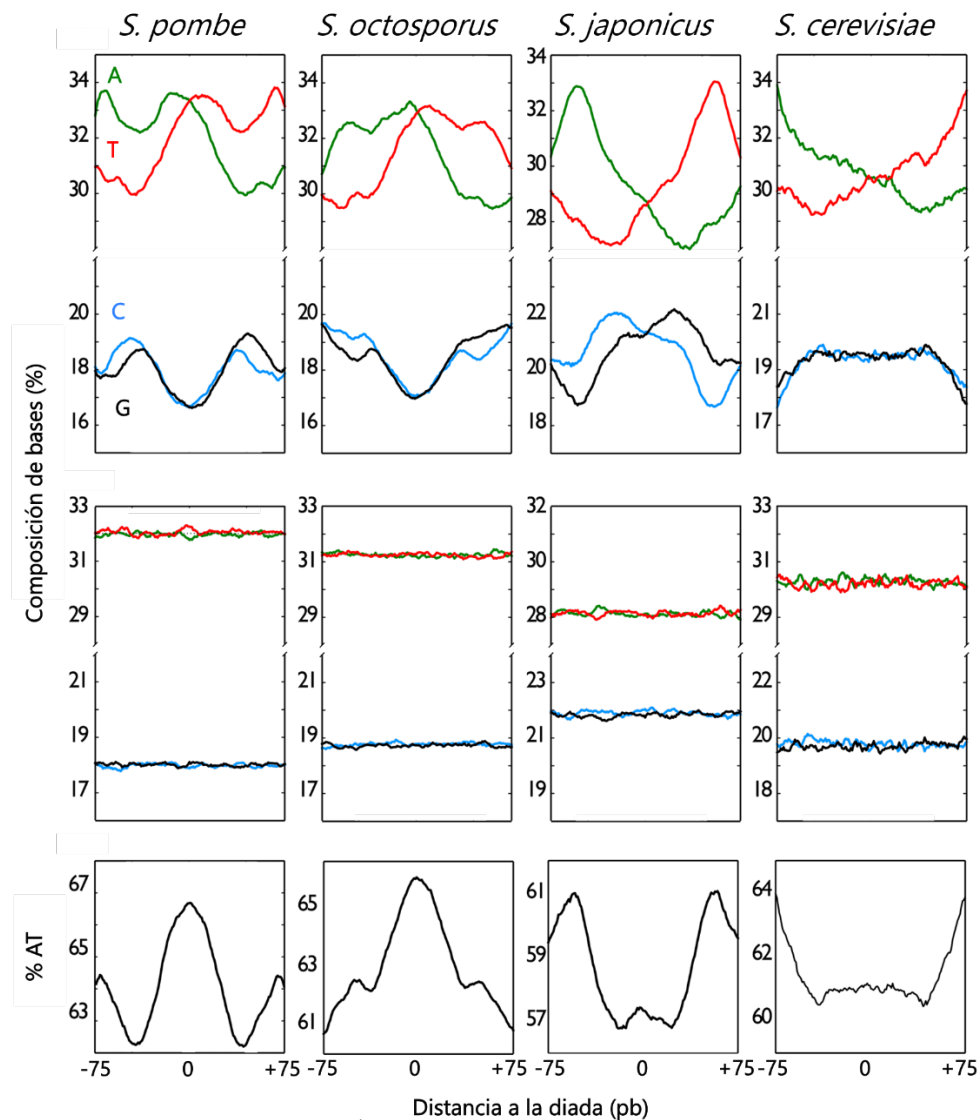 S. pombe S. octosporus S. japonicus S. cerevisiae
34 34 33 34
A
32 T 32 30 32
30 30 28 30
20 C 20 22 21
18 18 20 19
16 G 16 18 17
Composición de bases (%)
33 33 32 33
31 31 30 31
29 29 28 29
21 21 23 22
19 19 21 20
17 17 19 18
% AT
67 65 61 64
65 63 59 62
63 61 57 60
-75 0 +75 -75 0 +75 -75 0 +75 -75 0 +75
Distancia a la diada (pb)